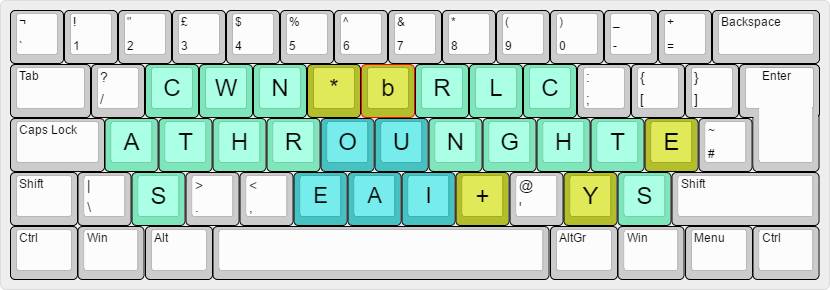 ¬ ! " £ $ % ^ & * ( ) _ + Backspace
` 1 2 3 4 5 6 7 8 9 0 - =
Tab ? C W N * b R L C : { } Enter
/ ; [ ]
Caps Lock A T H R O U N G H T E ~
#
Shift | S > < E A I + @ Y S Shift
\ . , '
Ctrl Win Alt AltGr Win Menu Ctrl